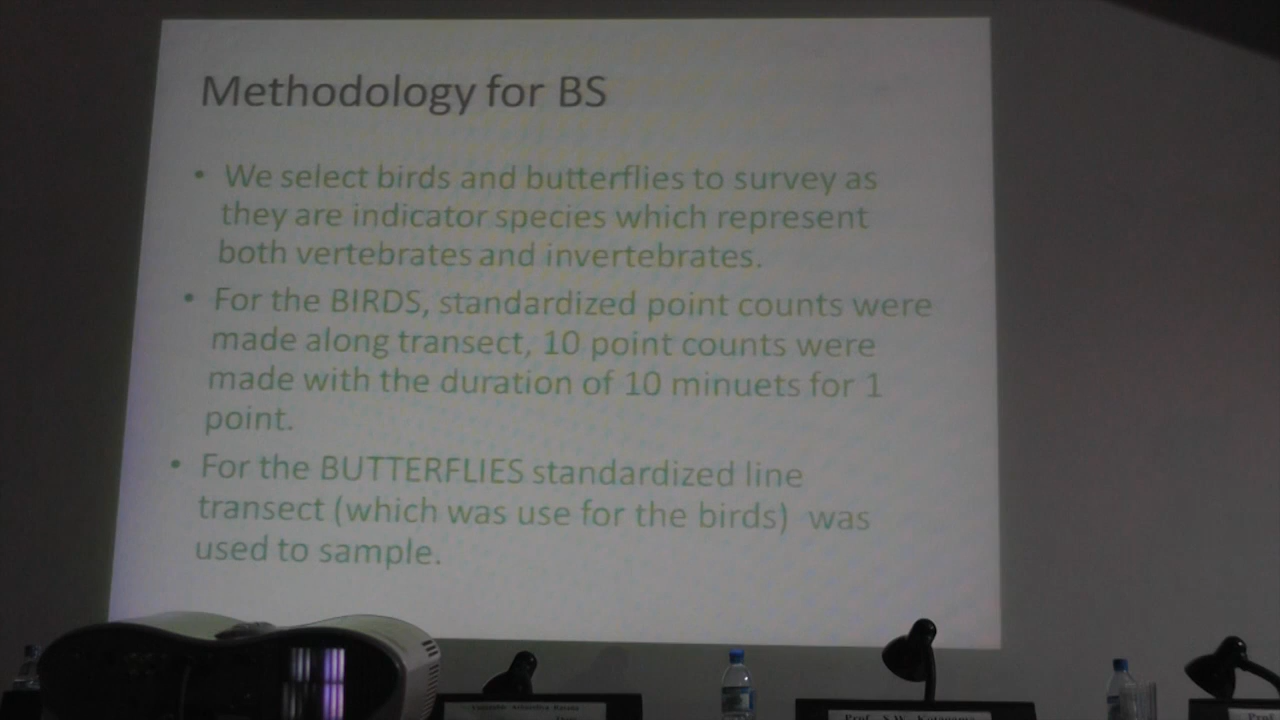 Methodology for BS
• We select birds and butterflies to survey as
they are indicator species which represent
both vertebrates and invertebrates.
• For the BIRDS, standardized point counts were
made along transect, 10 point counts were
made with the duration of 10 minuets for 1
point.
• For the BUTTERFLIES standardized line
transect (which was use for the birds) was
used to sample.
Prof. S.W.